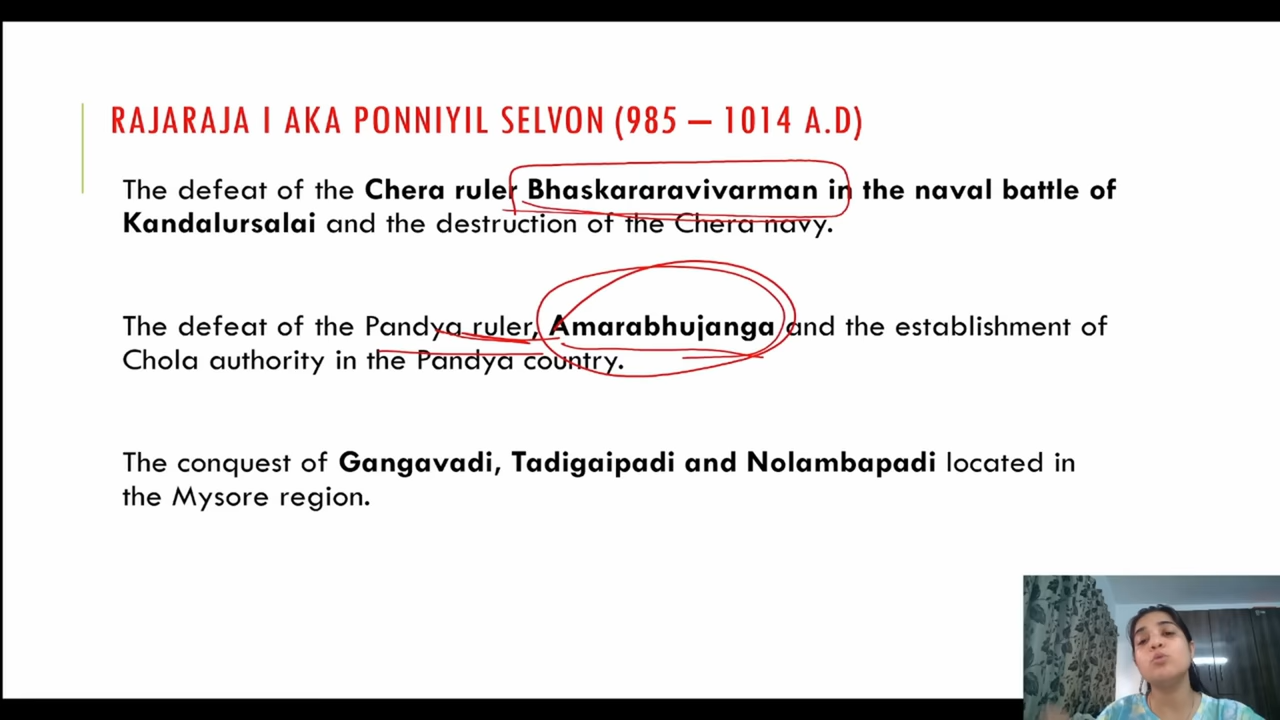 RAJARAJA I AKA PONNIYIL SELVON (985 – 1014 A.D)
The defeat of the Chera ruler Bhaskararavivarman in the naval battle of
Kandalursalai and the destruction of the Chera navy.
The defeat of the Pandya ruler, Amarabhujanga and the establishment of
Chola authority in the Pandya country.
The conquest of Gangavadi, Tadigaipadi and Nolambapadi located in
the Mysore region.